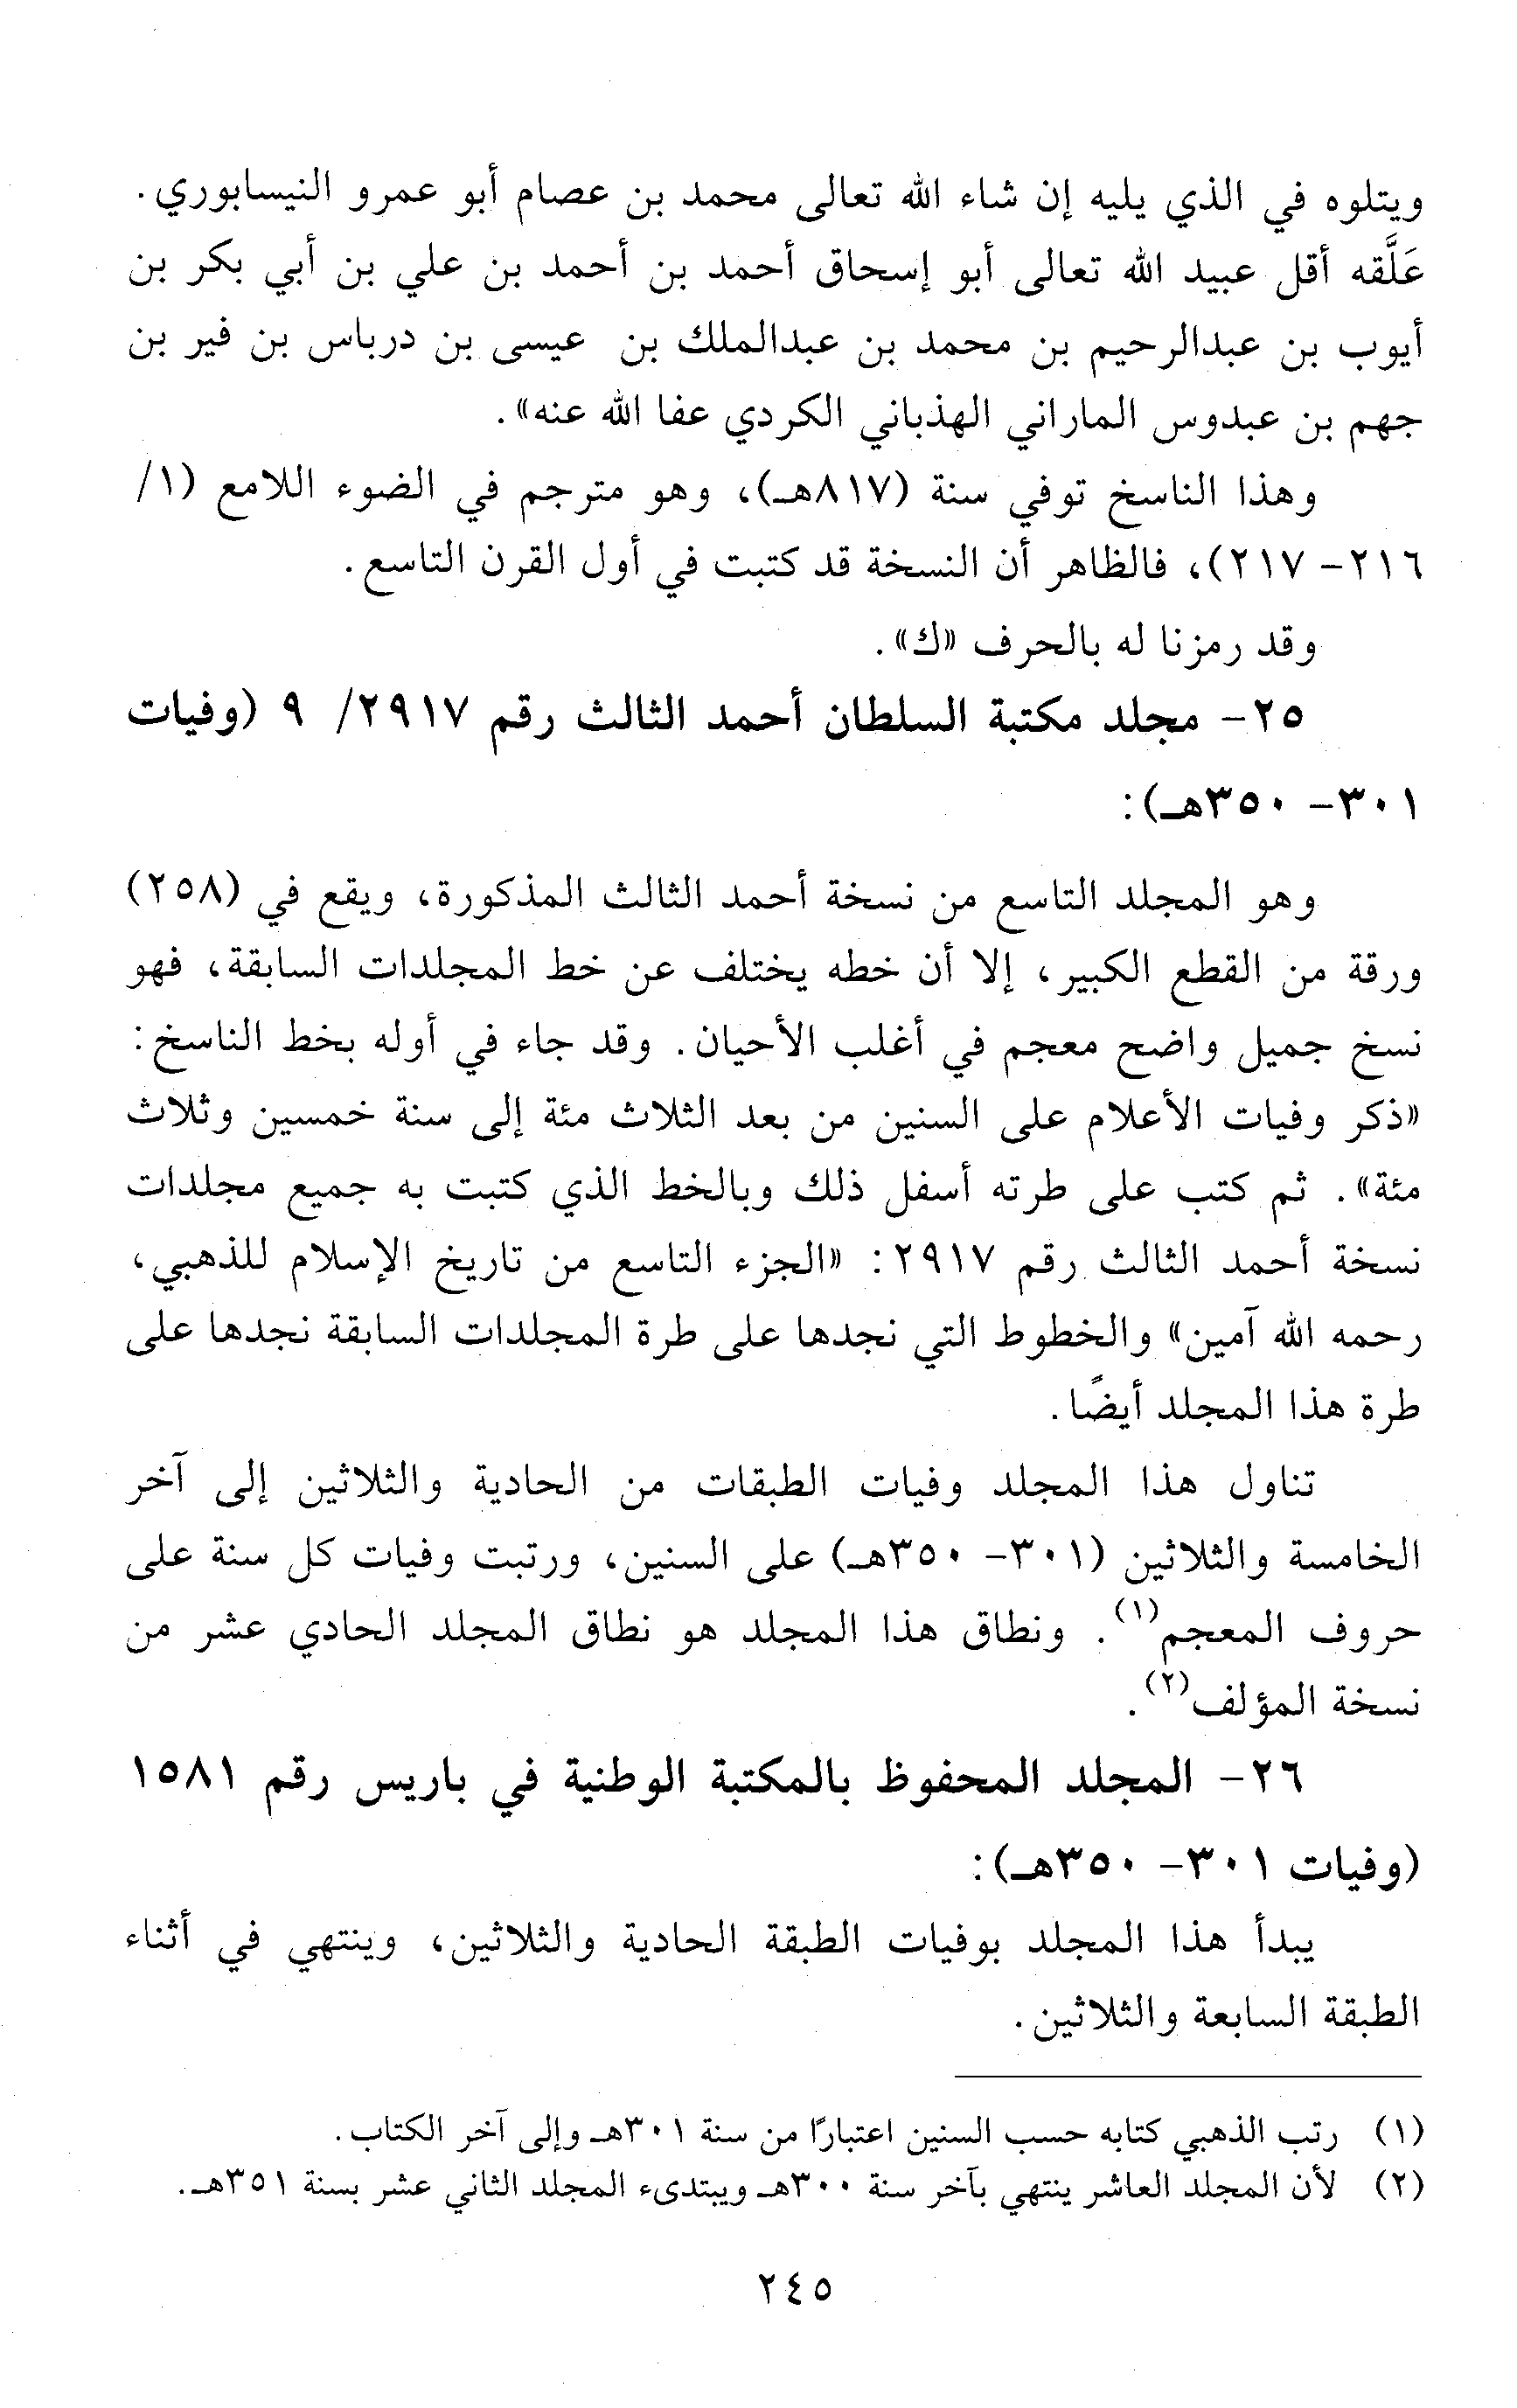 ويتلوه في الذي يليه إن شاء الله تعالى محمد بن عصام أبو عمرو النيسابوري.
عَلَّقه أقل عبيد الله تعالى أبو إسحاق أحمد بن أحمد بن علي بن أبي بكر بن
أيوب بن عبدالرحيم بن محمد بن عبدالملك بن عيسى بن درباس بن فير بن
جهم بن عبدوس الماراني الهذباني الكردي عفا الله عنه».
وهذا الناسخ توفي سنة (٨١٧هـ)، وهو مترجم في الضوء اللامع (١/
٢١٦- ٢١٧)، فالظاهر أن النسخة قد كتبت في أول القرن التاسع.
وقد رمزنا له بالحرف «ك».
٢٥- مجلد مكتبة السلطان أحمد الثالث رقم ٢٩١٧/ ٩ (وفيات
٣٠١- ٣٥٠هـ):
وهو المجلد التاسع من نسخة أحمد الثالث المذكورة، ويقع في (٢٥٨)
ورقة من القطع الكبير، إلا أن خطه يختلف عن خط المجلدات السابقة، فهو
نسخ جميل واضح معجم في أغلب الأحيان. وقد جاء في أوله بخط الناسخ:
«ذكر وفيات الأعلام على السنين من بعد الثلاث مئة إلى سنة خمسين وثلاث
مئة». ثم كتب على طرته أسفل ذلك وبالخط الذي كتبت به جميع مجلدات
نسخة أحمد الثالث رقم ٢٩١٧: «الجزء التاسع من تاريخ الإسلام للذهبي،
رحمه الله آمين» والخطوط التي نجدها على طرة المجلدات السابقة نجدها على
طرة هذا المجلد أيضًا.
تناول هذا المجلد وفيات الطبقات من الحادية والثلاثين إلى آخر
الخامسة والثلاثين (٣٠١- ٣٥٠هـ) على السنين، ورتبت وفيات كل سنة على
حروف المعجم(١). ونطاق هذا المجلد هو نطاق المجلد الحادي عشر من
نسخة المؤلف(٢).
٢٦- المجلد المحفوظ بالمكتبة الوطنية في باريس رقم ١٥٨١
(وفيات ٣٠١- ٣٥٠هـ):
يبدأ هذا المجلد بوفيات الطبقة الحادية والثلاثين، وينتهي في أثناء
الطبقة السابعة والثلاثين.
(١) رتب الذهبي كتابه حسب السنين اعتبارًا من سنة ٣٠١هـ وإلى آخر الكتاب.
(٢) لأن المجلد العاشر ينتهي بآخر سنة ٣٠٠هـ ويبتدىء المجلد الثاني عشر بسنة ٣٥١هـ.
٢٤٥